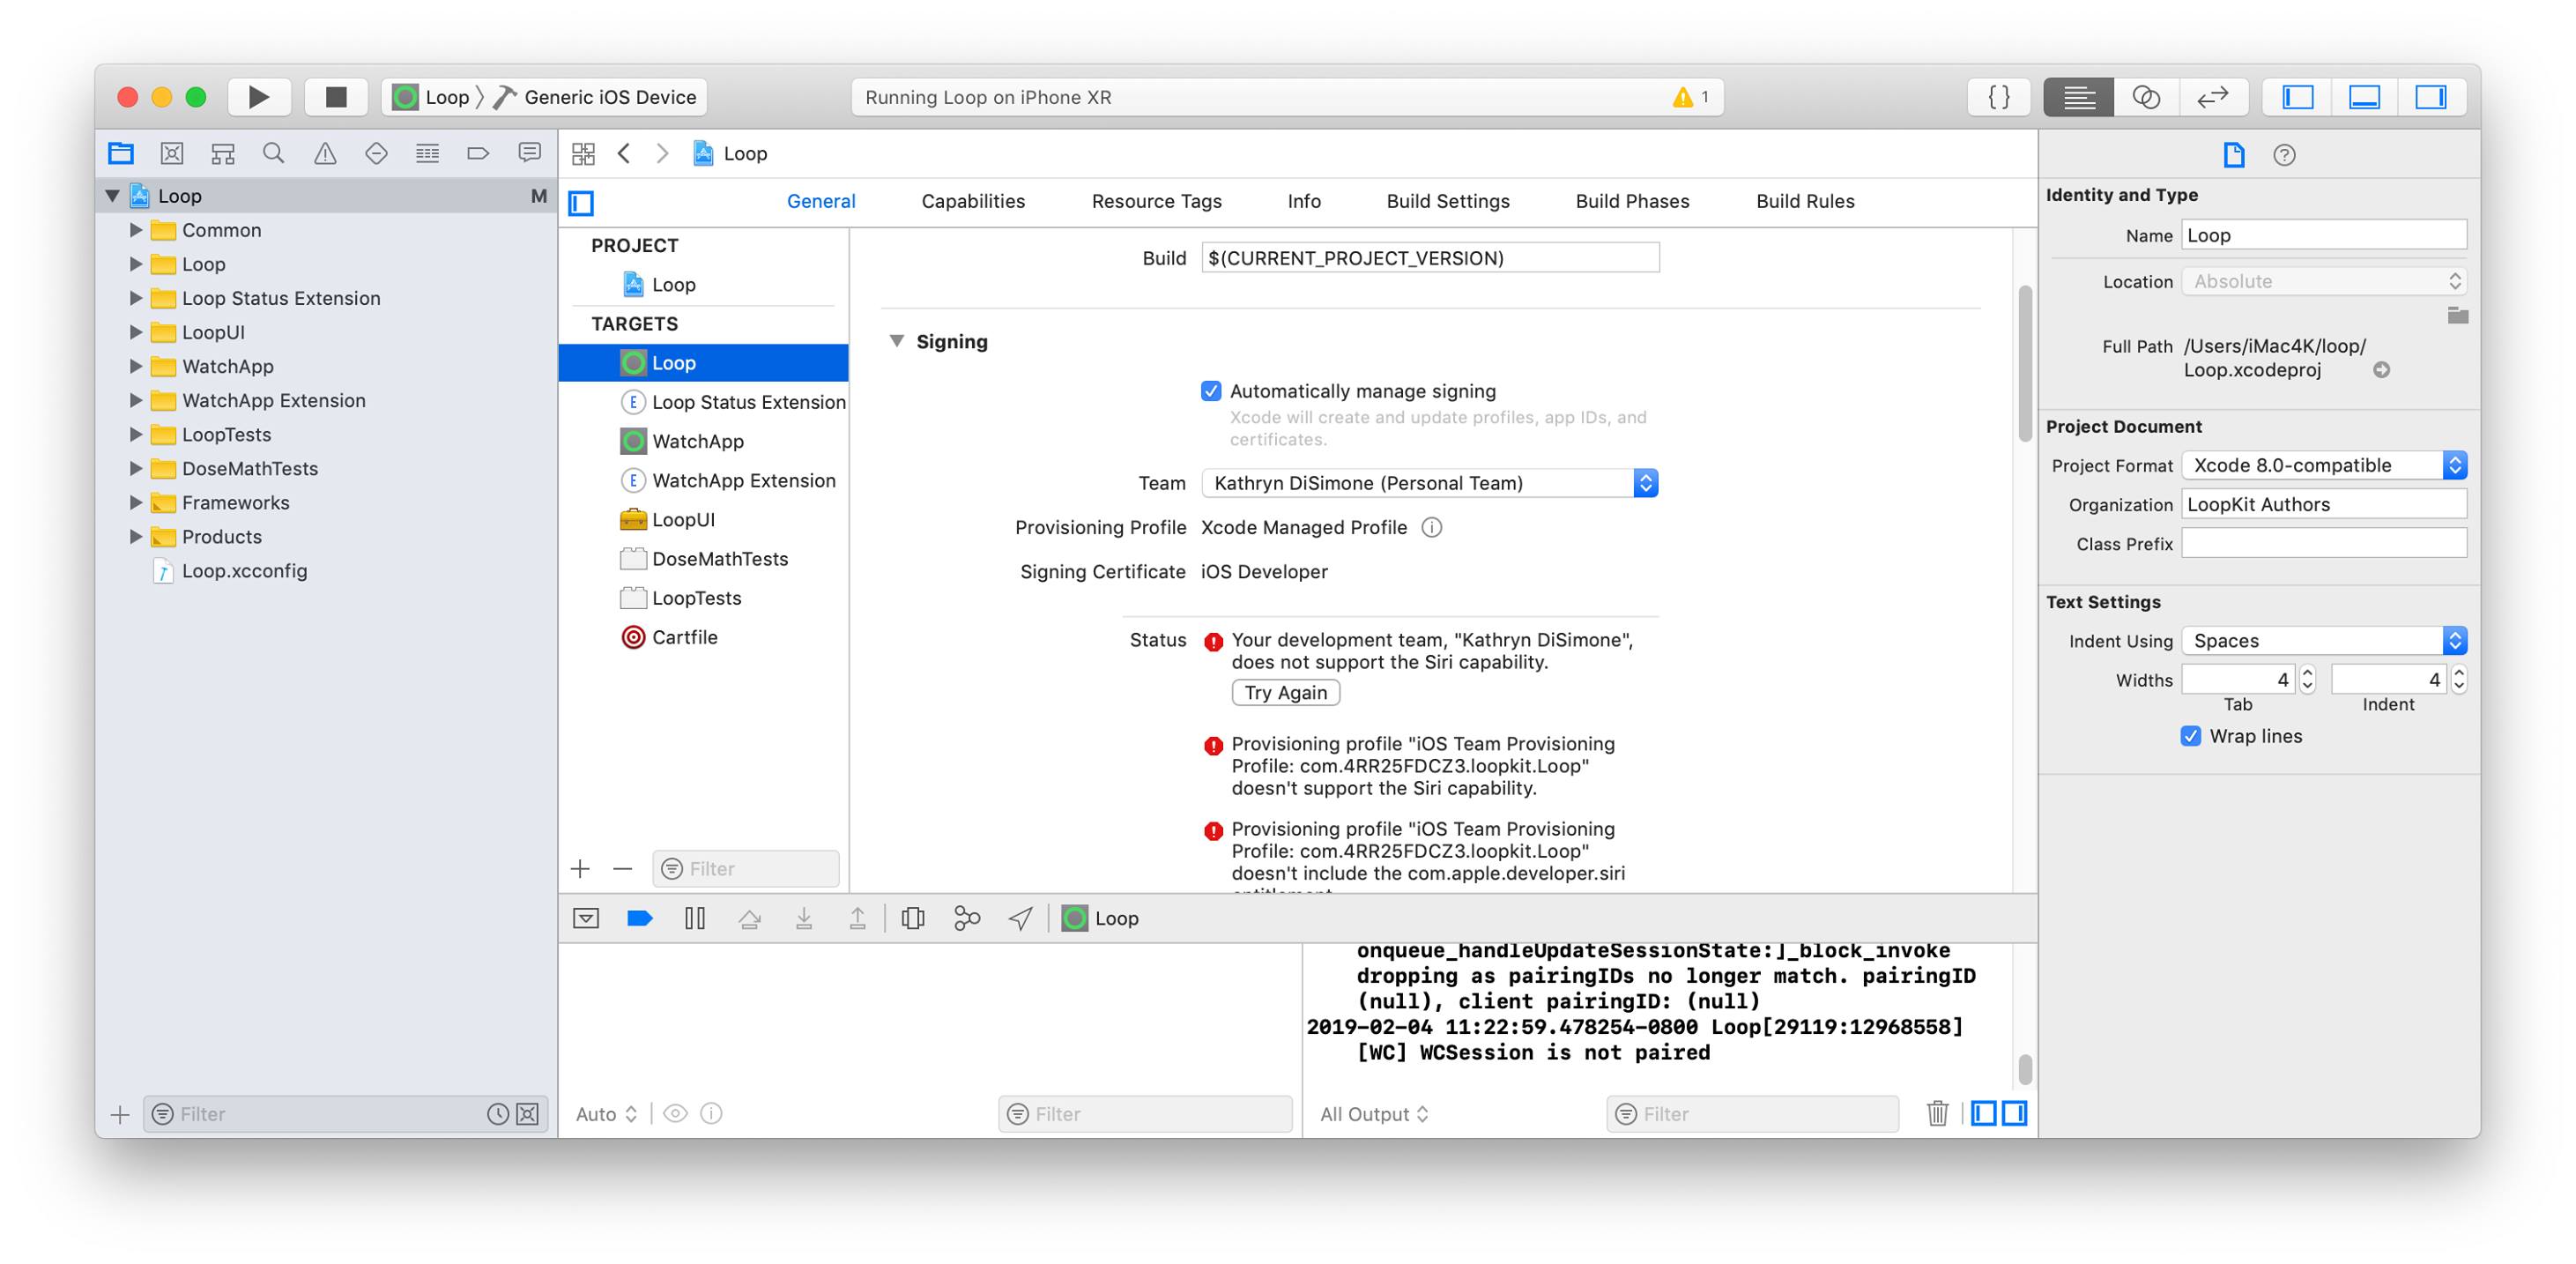 Loop
Generic iOS Device
Running Loop on iPhone XR
1
Loop
M
Common
Loop
Loop Status Extension
LoopUI
WatchApp
WatchApp Extension
LoopTests
DoseMathTests
Frameworks
Products
Loop.xcconfig
Filter
Loop
General
Capabilities
Resource Tags
Info
Build Settings
Build Phases
Build Rules
PROJECT
Loop
TARGETS
Loop
Loop Status Extension
WatchApp
WatchApp Extension
LoopUI
DoseMathTests
LoopTests
Cartfile
Filter
Build
$(CURRENT_PROJECT_VERSION)
Signing
Automatically manage signing
Xcode will create and update profiles, app IDs, and
certificates.
Team
Kathryn DiSimone (Personal Team)
Provisioning Profile
Xcode Managed Profile
Signing Certificate
iOS Developer
Status
Your development team, "Kathryn DiSimone",
does not support the Siri capability.
Try Again
Provisioning profile "iOS Team Provisioning
Profile: com.4RR25FDCZ3.loopkit.Loop"
doesn't support the Siri capability.
Provisioning profile "iOS Team Provisioning
Profile: com.4RR25FDCZ3.loopkit.Loop"
doesn't include the com.apple.developer.siri
Loop
Auto
Filter
onqueue_handleUpdateSessionState:]_block_invoke
dropping as pairingIDs no longer match. pairingID
(null), client pairingID: (null)
2019-02-04 11:22:59.478254-0800 Loop[29119:12968558]
[WC] WCSession is not paired
All Output
Filter
Identity and Type
Name
Loop
Location
Absolute
Full Path
/Users/iMac4K/loop/
Loop.xcodeproj
Project Document
Project Format
Xcode 8.0-compatible
Organization
LoopKit Authors
Class Prefix
Text Settings
Indent Using
Spaces
Widths
4
4
Tab
Indent
Wrap lines